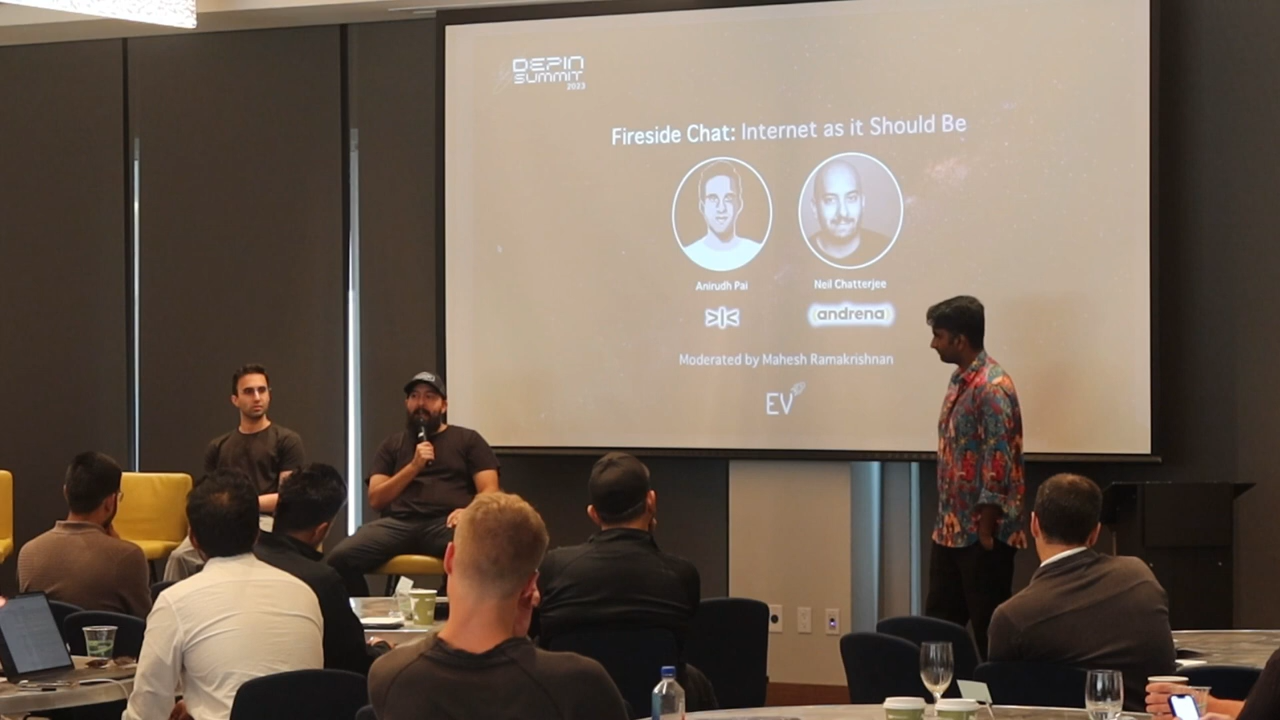 DEPIN
SUMMIT
2023
Fireside Chat: Internet as it Should Be
Anirudh Pai
Neil Chatterjee
andrena
Moderated by Mahesh Ramakrishnan
EV